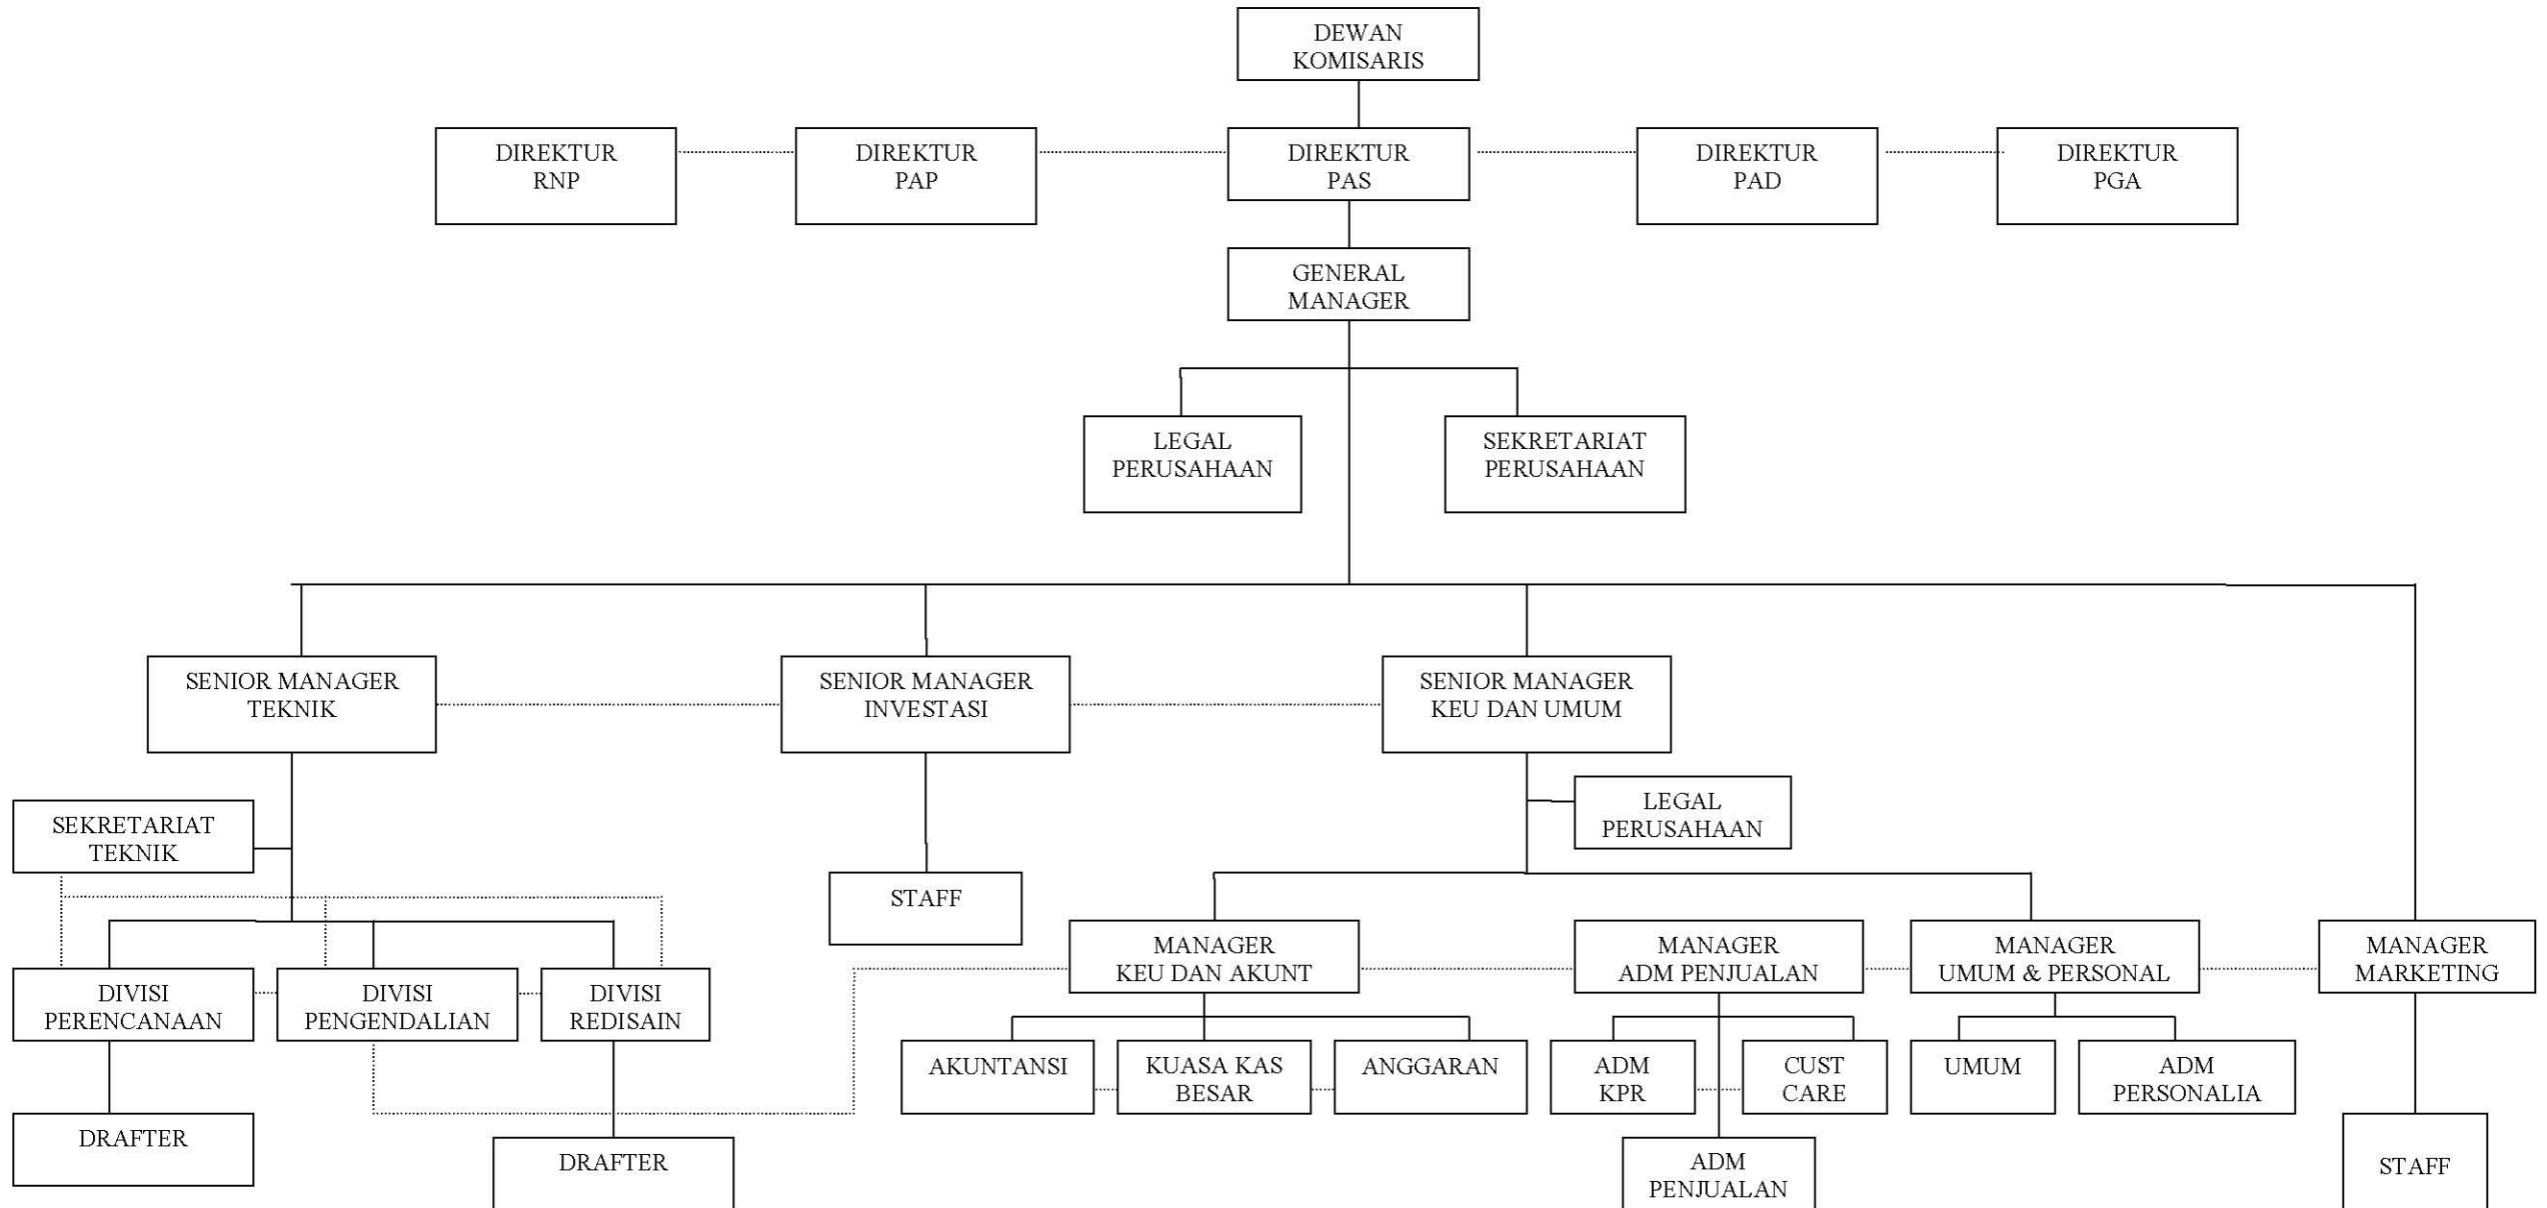 DEWAN
KOMISARIS
DIREKTUR
RNP
DIREKTUR
PAP
DIREKTUR
PAS
DIREKTUR
PAD
DIREKTUR
PGA
GENERAL
MANAGER
LEGAL
PERUSAHAAN
SEKRETARIAT
PERUSAHAAN
SENIOR MANAGER
TEKNIK
SENIOR MANAGER
INVESTASI
SENIOR MANAGER
KEU DAN UMUM
LEGAL
PERUSAHAAN
SEKRETARIAT
TEKNIK
STAFF
MANAGER
KEU DAN AKUNT
MANAGER
ADM PENJUALAN
MANAGER
UMUM & PERSONAL
MANAGER
MARKETING
DIVISI
PERENCANAAN
DIVISI
PENGENDALIAN
DIVISI
REDISAIN
AKUNTANSI
KUASA KAS
BESAR
ANGGARAN
ADM
KPR
CUST
CARE
UMUM
ADM
PERSONALIA
DRAFTER
DRAFTER
ADM
PENJUALAN
STAFF